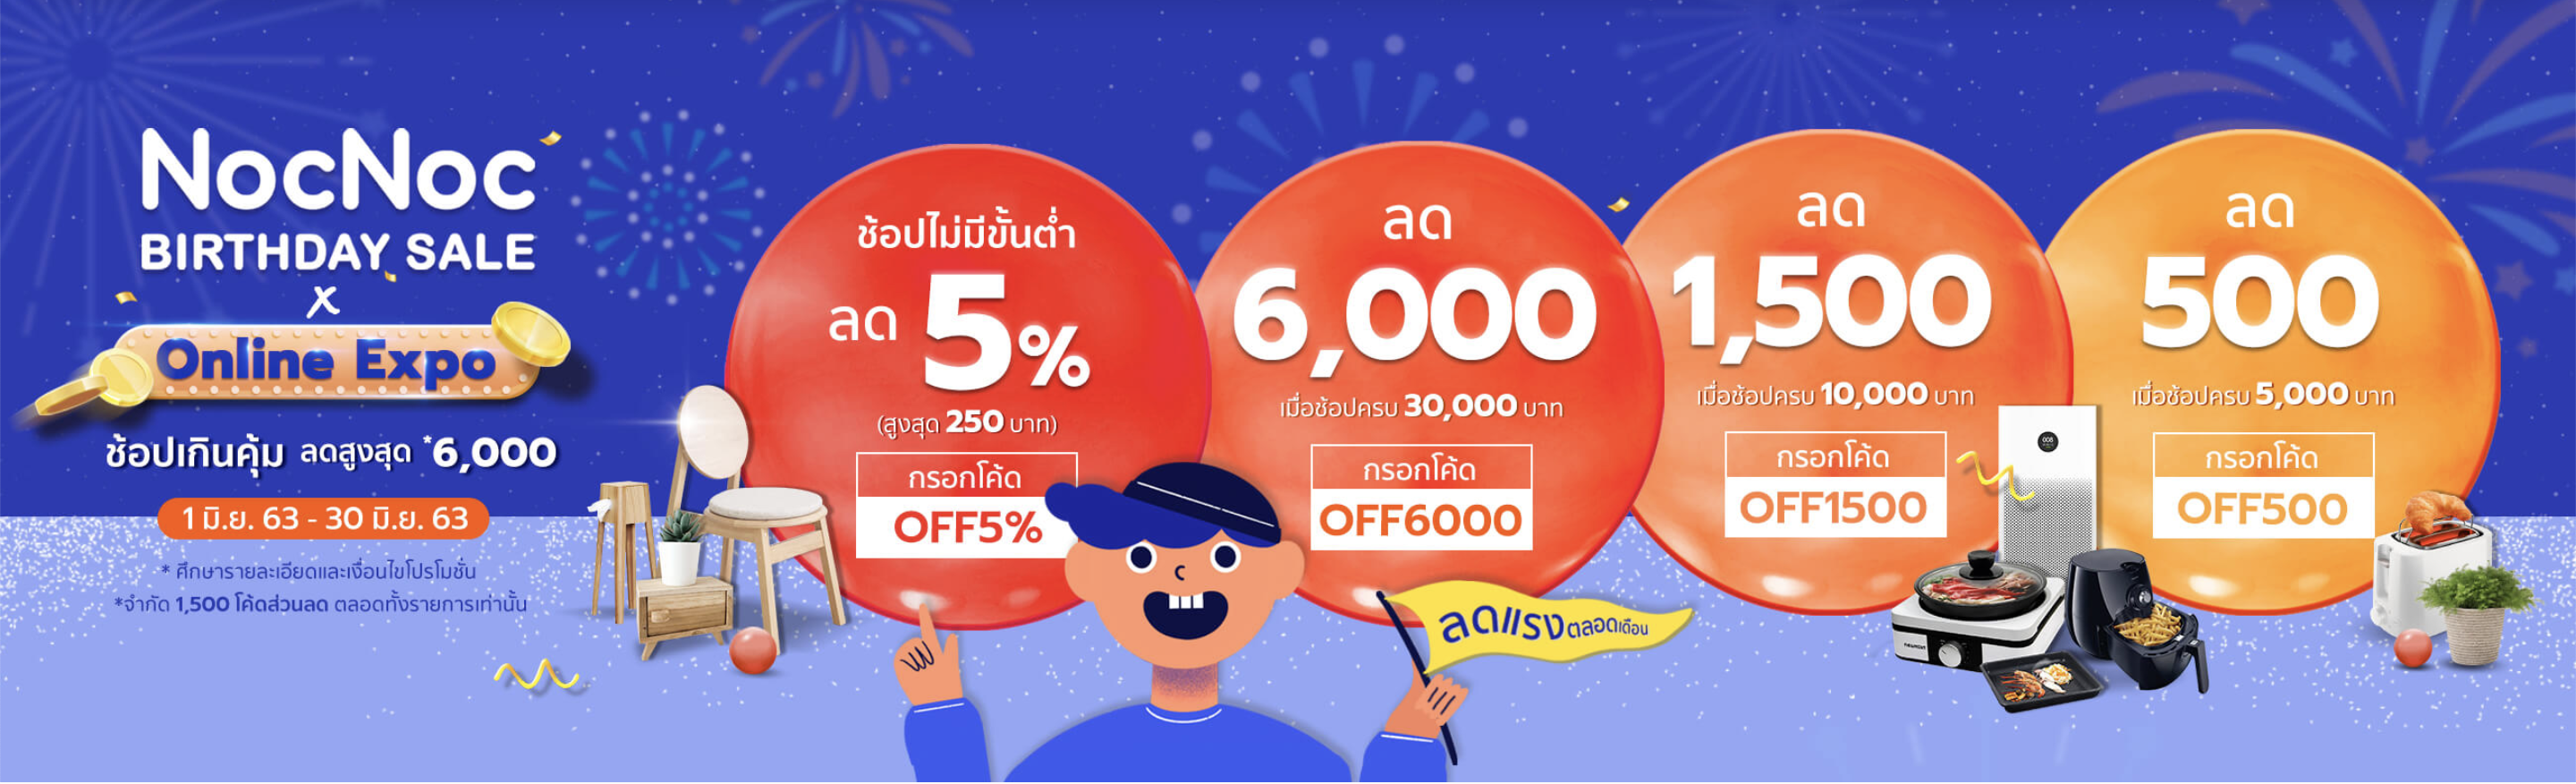 NocNoc
BIRTHDAY SALE
X
Online Expo
ช้อปเกินคุ้ม ลดสูงสุด *6,000
1 มิ.ย. 63 - 30 มิ.ย. 63
* ศึกษารายละเอียดและเงื่อนไขโปรโมชั่น
*จำกัด 1,500 โค้ดส่วนลด ตลอดทั้งรายการเท่านั้น
ช้อปไม่มีขั้นต่ำ
ลด 5%
(สูงสุด 250 บาท)
กรอกโค้ด
OFF5%
ลด
6,000
เมื่อช้อปครบ 30,000 บาท
กรอกโค้ด
OFF6000
ลดแรงตลอดเดือน
ลด
1,500
เมื่อช้อปครบ 10,000 บาท
กรอกโค้ด
OFF1500
ลด
500
เมื่อช้อปครบ 5,000 บาท
กรอกโค้ด
OFF500